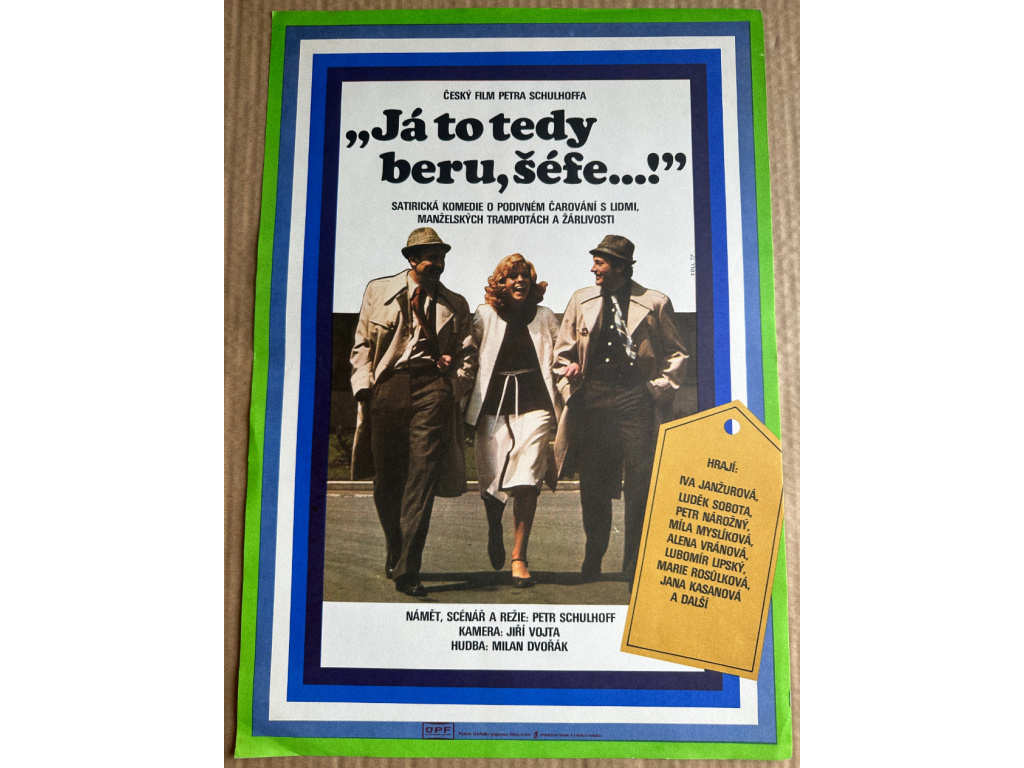 ČESKÝ FILM PETRA SCHULHOFFA
„Já to tedy
beru, šéfe...!”
SATIRICKÁ KOMEDIE O PODIVNÉM ČAROVÁNÍ S LIDMI,
MANŽELSKÝCH TRAMPOTÁCH A ŽÁRLIVOSTI
HRAJÍ:
IVA JANŽUROVÁ,
LUDĚK SOBOTA,
PETR NÁROŽNÝ,
MÍLA MYSLÍKOVÁ,
ALENA VRÁNOVÁ,
LUBOMÍR LIPSKÝ,
MARIE ROSŮLKOVÁ,
JANA KASANOVÁ
A DALŠÍ
NÁMĚT, SCÉNÁŘ A REŽIE: PETR SCHULHOFF
KAMERA: JIŘÍ VOJTA
HUDBA: MILAN DVOŘÁK
ÚPF